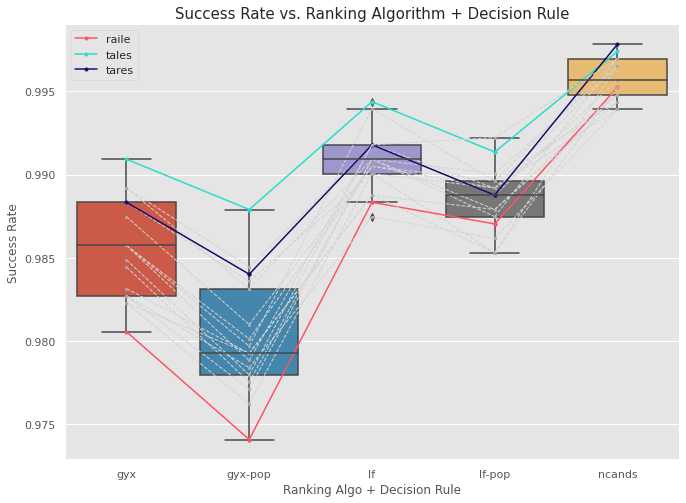 Success Rate vs. Ranking Algorithm + Decision Rule
raile
tales
tares
0.995
0.990
0.985
0.980
0.975
Success Rate
gyx
gyx-pop
lf
lf-pop
ncands
Ranking Algo + Decision Rule